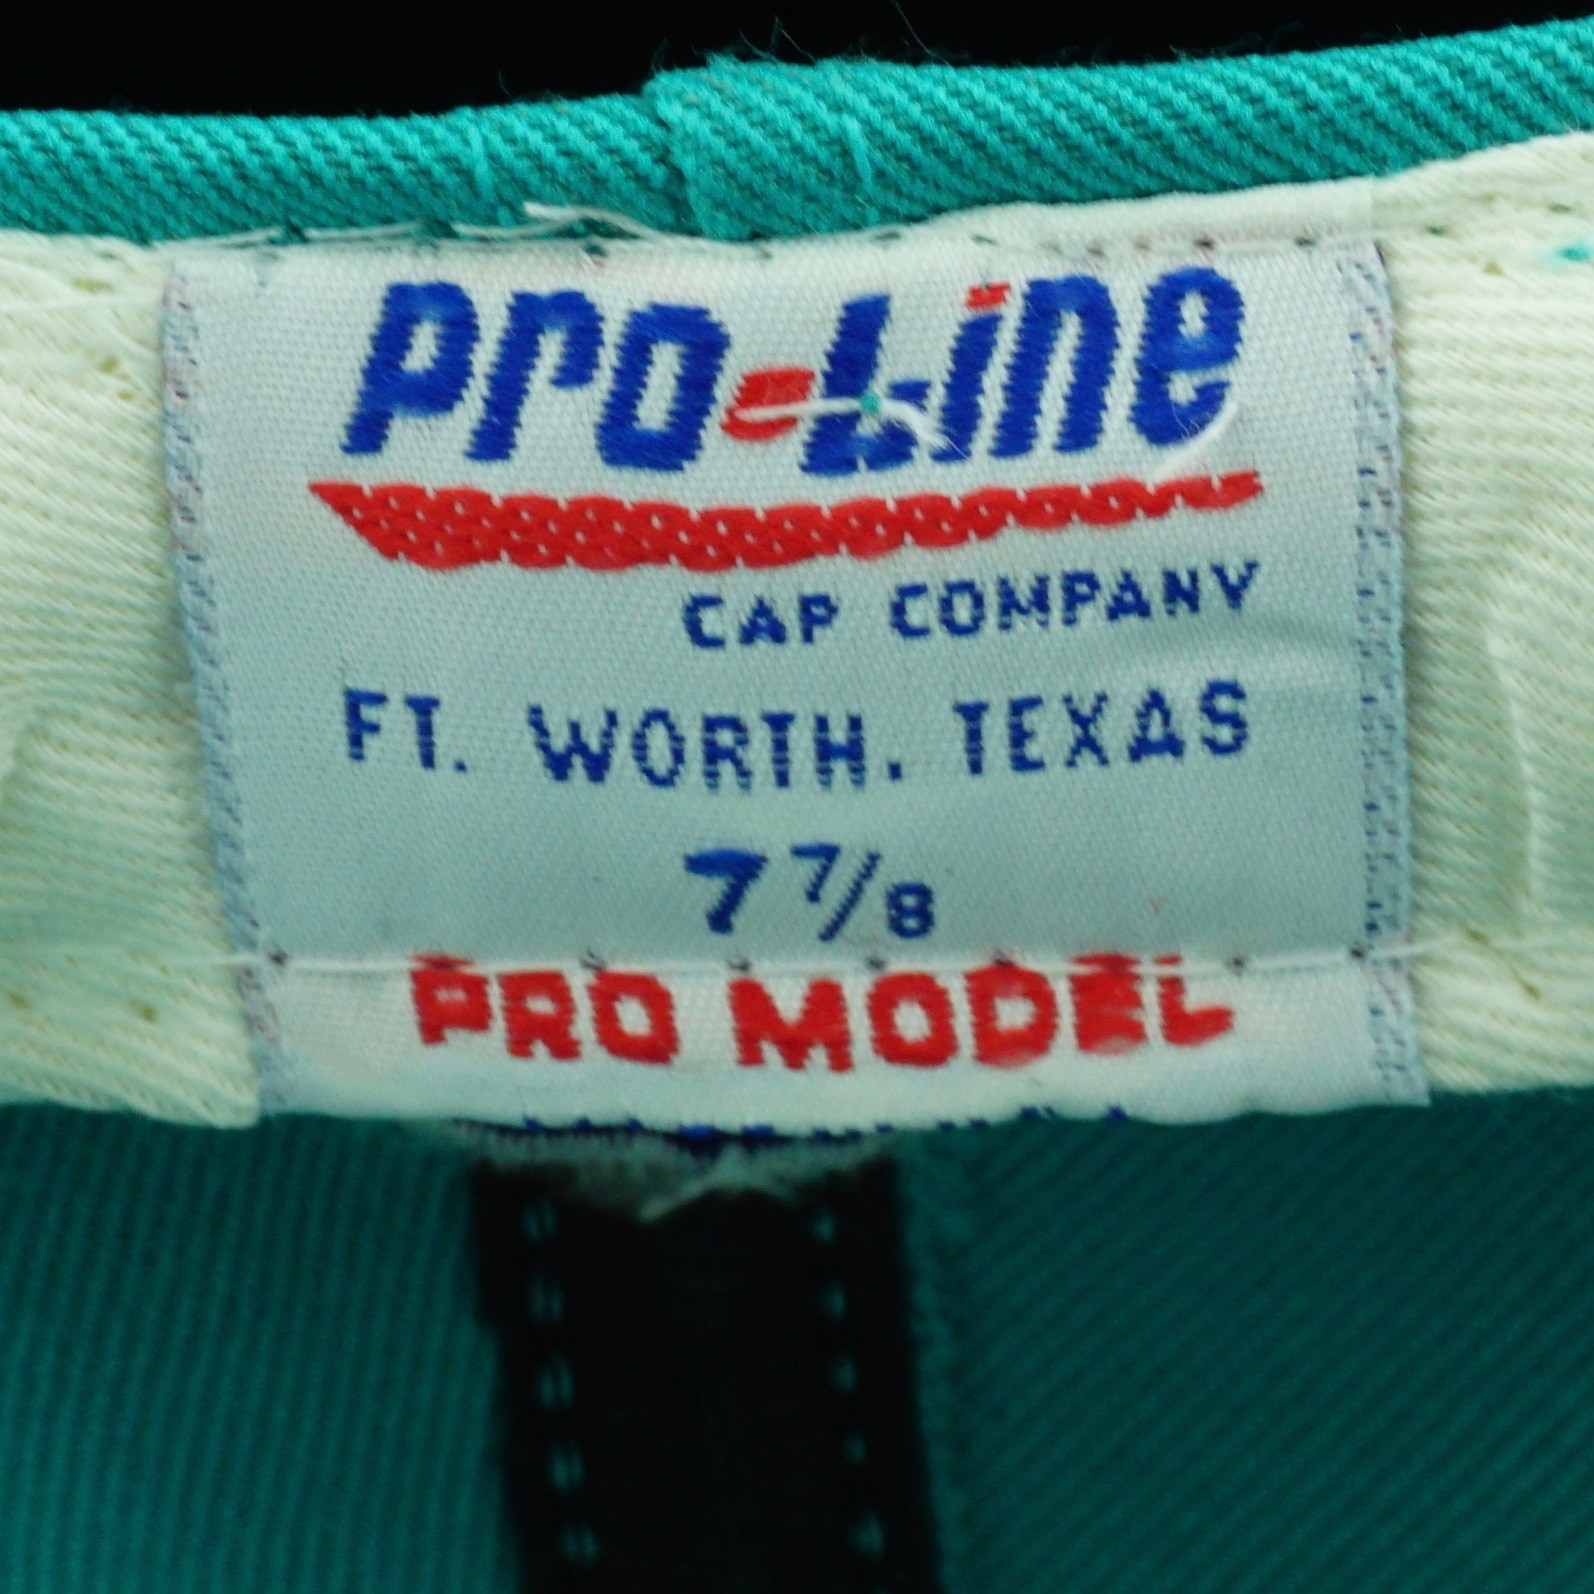 Pro-Line
CAP COMPANY
FT. WORTH. TEXAS
7 7/8
PRO MODEL